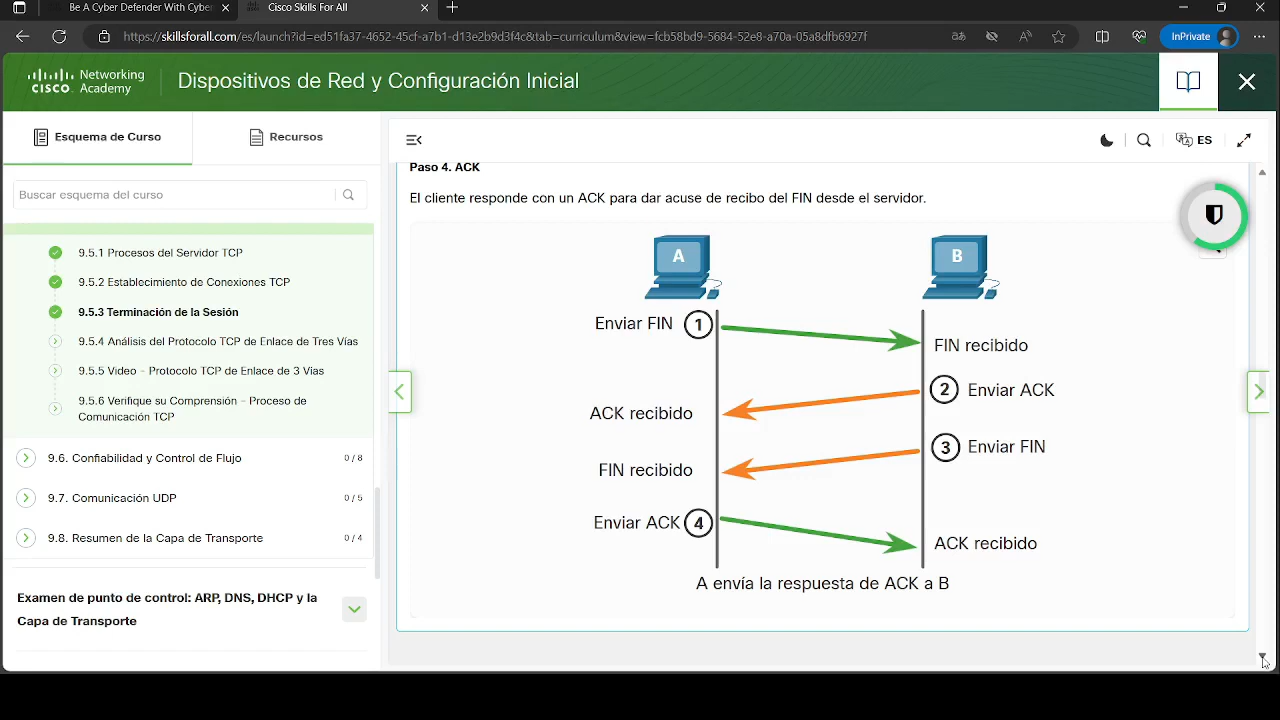 Be A Cyber Defender With Cyber
Cisco Skills For All
https://skillsforall.com/es/launch?id=ed51fa37-4652-45cf-a7b1-d13e2b9d3f4c&tab=curriculum&view=fcb58bd9-5684-52e8-a70a-05a8dfb6927f
InPrivate
CISCO Networking Academy
Dispositivos de Red y Configuración Inicial
Esquema de Curso
Recursos
ES
Buscar esquema del curso
9.5.1 Procesos del Servidor TCP
9.5.2 Establecimiento de Conexiones TCP
9.5.3 Terminación de la Sesión
9.5.4 Análisis del Protocolo TCP de Enlace de Tres Vías
9.5.5 Video - Protocolo TCP de Enlace de 3 Vías
9.5.6 Verifique su Comprensión - Proceso de
Comunicación TCP
9.6. Confiabilidad y Control de Flujo 0 / 8
9.7. Comunicación UDP 0 / 5
9.8. Resumen de la Capa de Transporte 0 / 4
Examen de punto de control: ARP, DNS, DHCP y la
Capa de Transporte
Paso 4. ACK
El cliente responde con un ACK para dar acuse de recibo del FIN desde el servidor.
A
B
Enviar FIN 1
FIN recibido
2 Enviar ACK
ACK recibido
3 Enviar FIN
FIN recibido
Enviar ACK 4
ACK recibido
A envía la respuesta de ACK a B